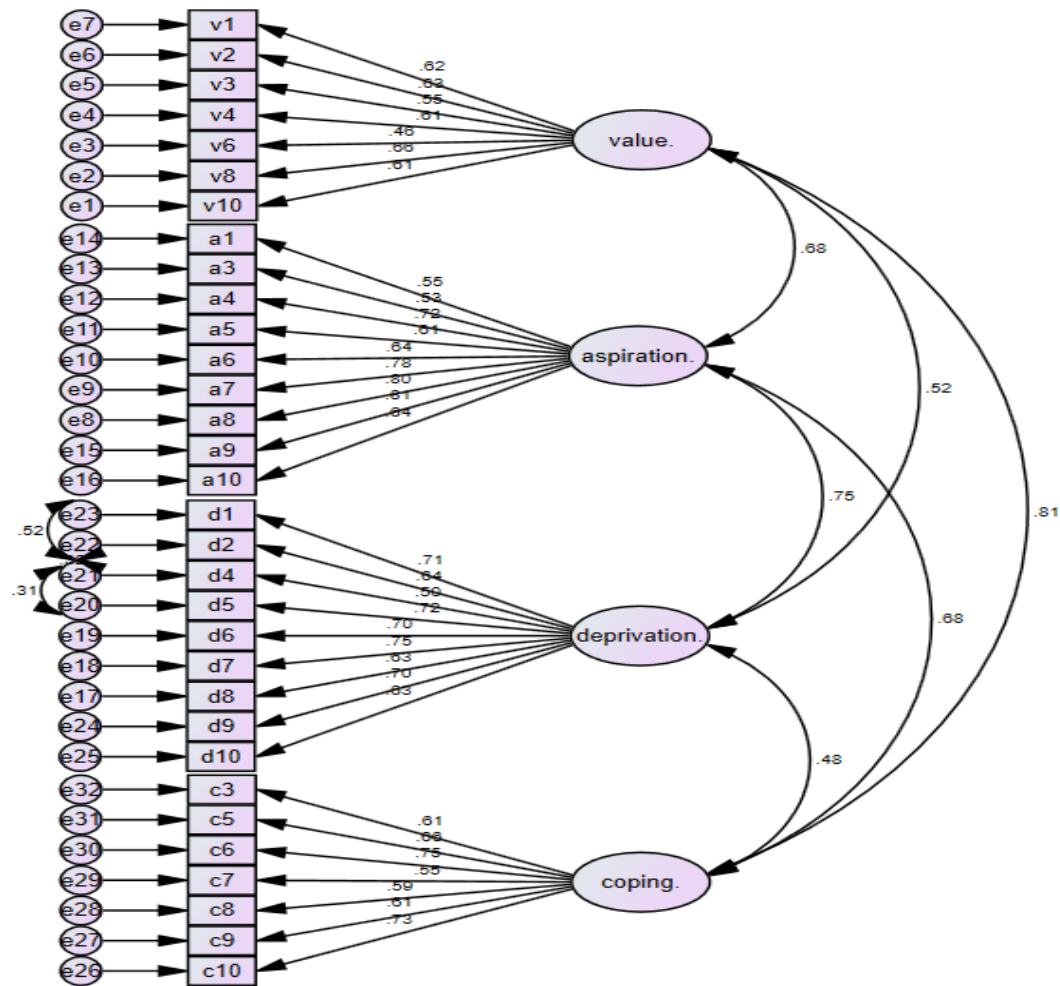 e7 v1
e6 v2
e5 v3
e4 v4
e3 v6
e2 v8
e1 v10
.62
.63
.55
.61
.46
.66
.61
value.
e14 a1
e13 a3
e12 a4
e11 a5
e10 a6
e9 a7
e8 a8
e15 a9
e16 a10
.55
.53
.72
.61
.64
.78
.80
aspiration.
.68
.52
.75
.81
.68
e23 d1
e22 d2
e21 d4
e20 d5
e19 d6
e18 d7
e17 d8
e24 d9
e25 d10
.52
.31
.71
.64
.72
.70
.75
.63
.70
deprivation.
.48
e32 c3
e31 c5
e30 c6
e29 c7
e28 c8
e27 c9
e26 c10
.61
.75
.55
.59
.61
.73
coping.